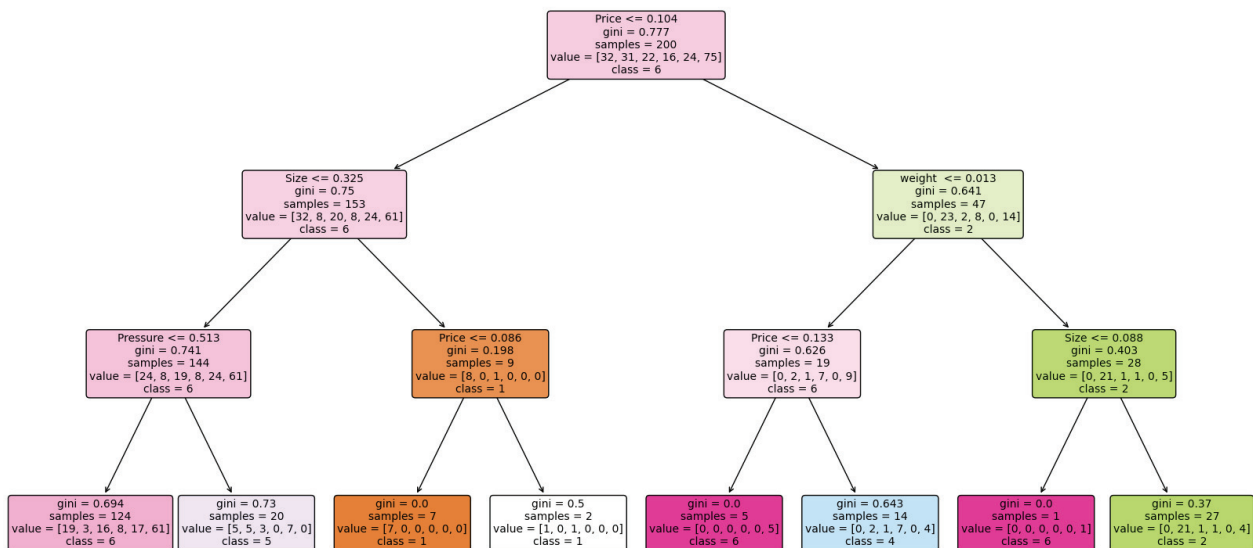 Price <= 0.104
gini = 0.777
samples = 200
value = [32, 31, 22, 16, 24, 75]
class = 6
Size <= 0.325
gini = 0.75
samples = 153
value = [32, 8, 20, 8, 24, 61]
class = 6
weight <= 0.013
gini = 0.641
samples = 47
value = [0, 23, 2, 8, 0, 14]
class = 2
Pressure <= 0.513
gini = 0.741
samples = 144
value = [24, 8, 19, 8, 24, 61]
class = 6
Price <= 0.086
gini = 0.198
samples = 9
value = [8, 0, 1, 0, 0, 0]
class = 1
Price <= 0.133
gini = 0.626
samples = 19
value = [0, 2, 1, 7, 0, 9]
class = 6
Size <= 0.088
gini = 0.403
samples = 28
value = [0, 21, 1, 1, 0, 5]
class = 2
gini = 0.694
samples = 124
value = [19, 3, 16, 8, 17, 61]
class = 6
gini = 0.73
samples = 20
value = [5, 5, 3, 0, 7, 0]
class = 5
gini = 0.0
samples = 7
value = [7, 0, 0, 0, 0, 0]
class = 1
gini = 0.5
samples = 2
value = [1, 0, 1, 0, 0, 0]
class = 1
gini = 0.0
samples = 5
value = [0, 0, 0, 0, 0, 5]
class = 6
gini = 0.643
samples = 14
value = [0, 2, 1, 7, 0, 4]
class = 4
gini = 0.0
samples = 1
value = [0, 0, 0, 0, 0, 1]
class = 6
gini = 0.37
samples = 27
value = [0, 21, 1, 1, 0, 4]
class = 2